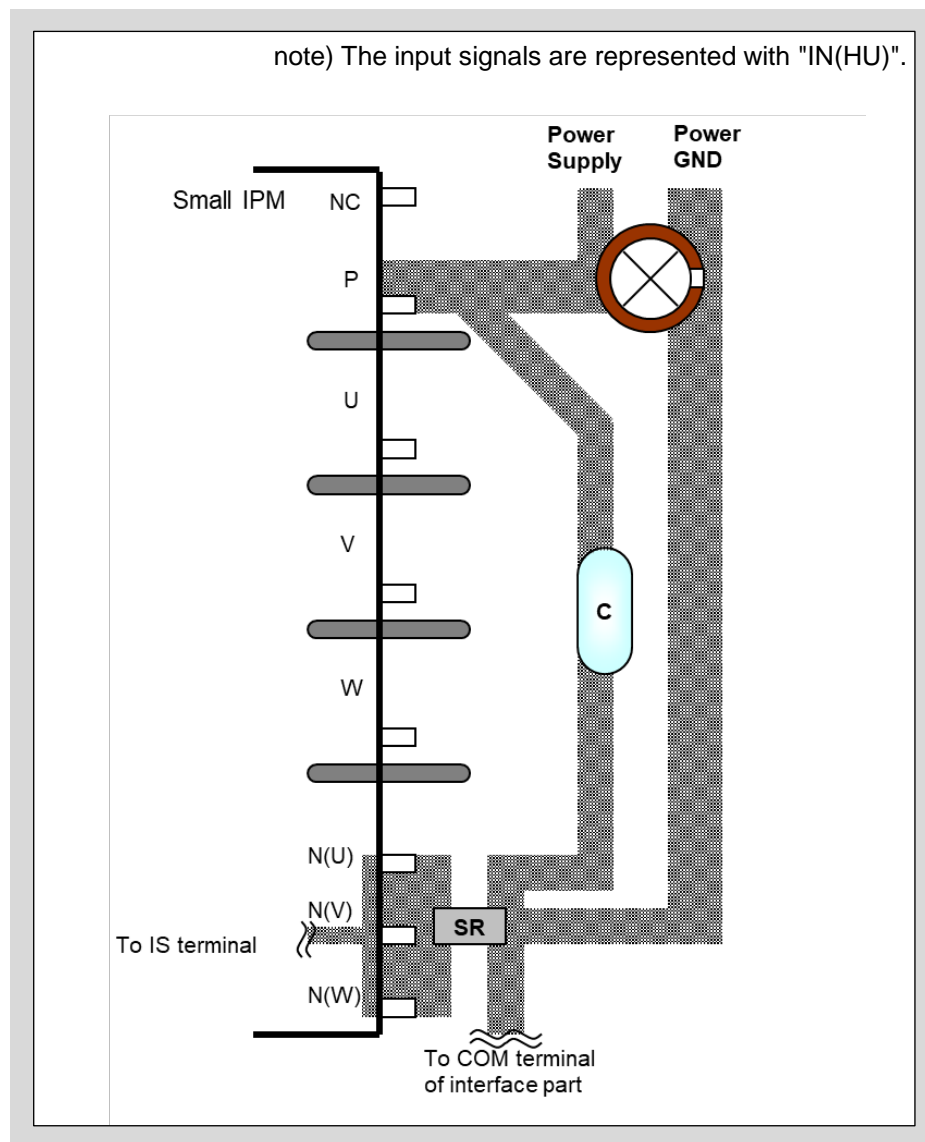 note) The input signals are represented with "IN(HU)".
Power Supply
Power GND
Small IPM
NC
P
U
V
C
W
N(U)
N(V)
SR
To IS terminal
N(W)
To COM terminal
of interface part